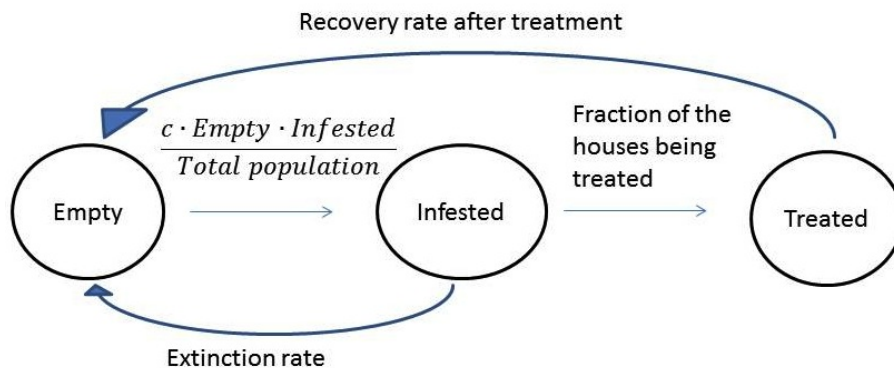 Recovery rate after treatment
c · Empty · Infested
Total population
Fraction of the
houses being
treated
Empty
Infested
Treated
Extinction rate